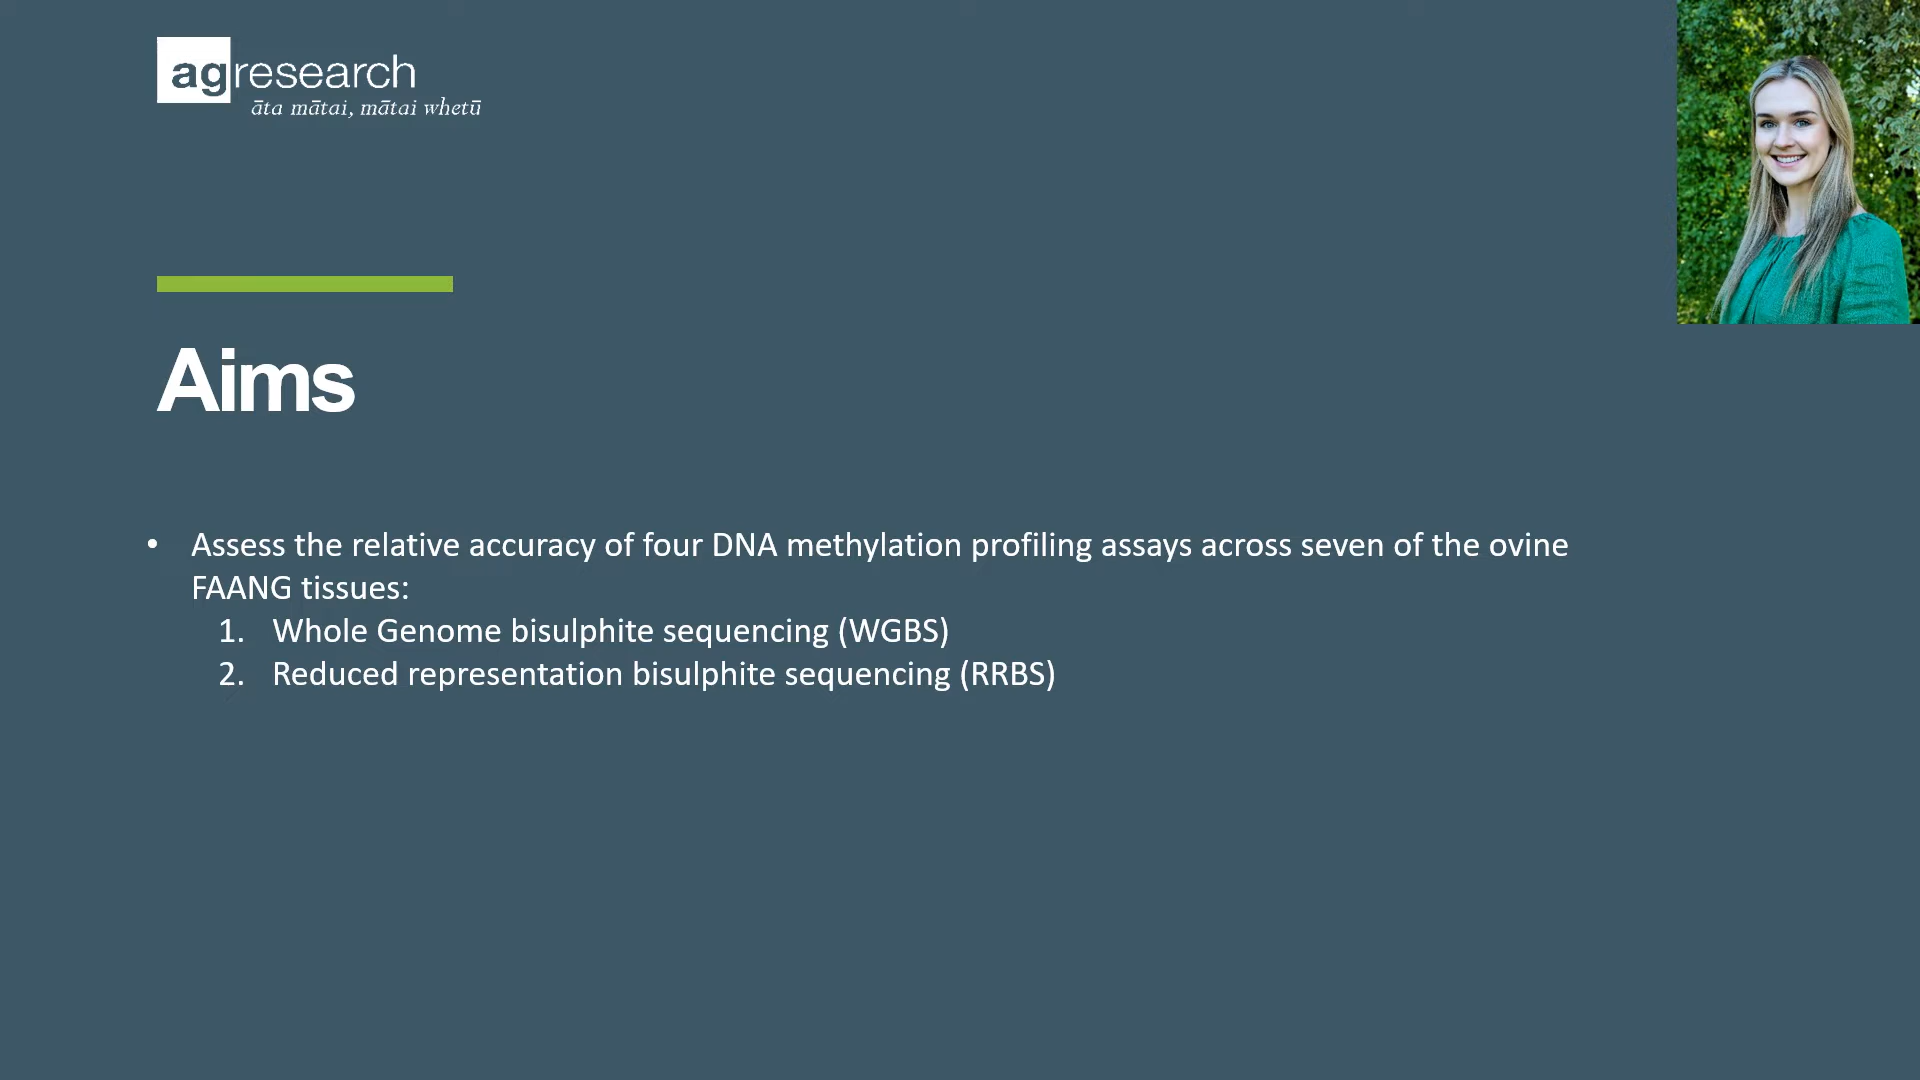 agresearch
āta mātai, mātai whetū
Aims
• Assess the relative accuracy of four DNA methylation profiling assays across seven of the ovine
FAANG tissues:
1. Whole Genome bisulphite sequencing (WGBS)
2. Reduced representation bisulphite sequencing (RRBS)